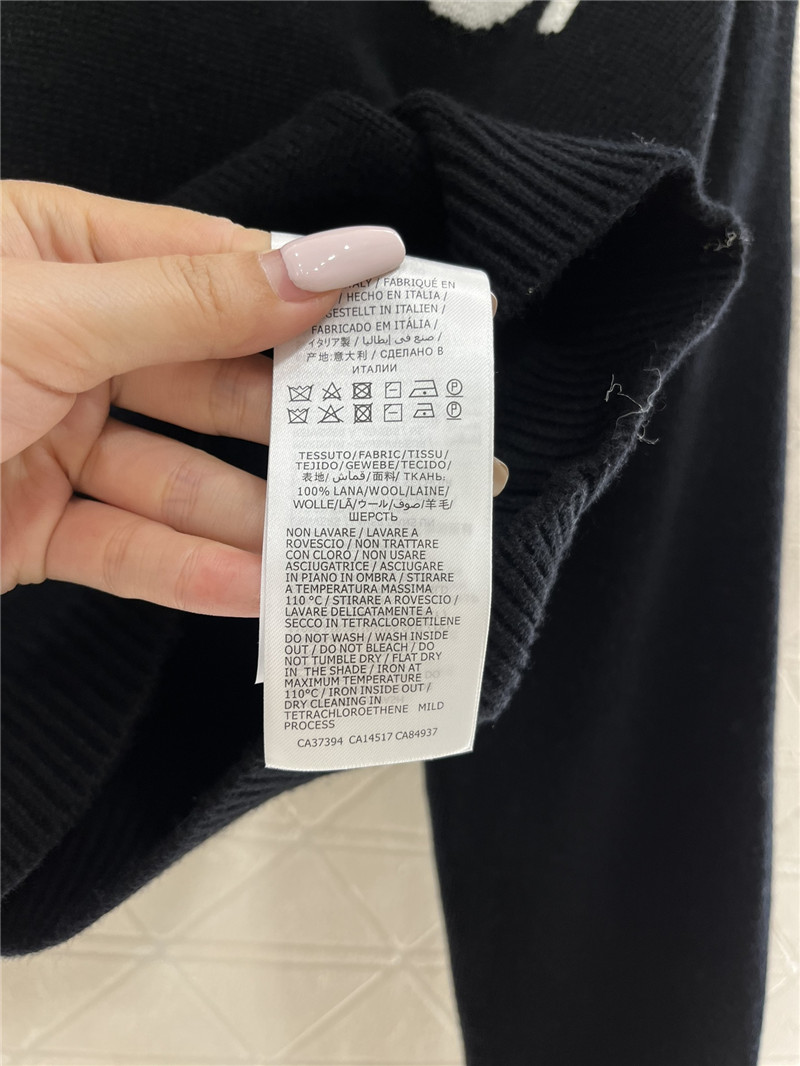 ITALY / FABRIQUÉ EN
/ HECHO EN ITALIA /
GESTELLT IN ITALIEN /
FABRICADO EM ITÁLIA /
イタリア製 / صنع في إيطاليا /
产地:意大利 / СДЕЛАНО В
ИТАЛИИ
P
P
TESSUTO/FABRIC/TISSU/
TEJIDO/GEWEBE/TECIDO/
表地/قماش/面料/ ТКАНЬ:
100% LANA/WOOL/LAINE/
WOLLE/LÃ/ウール/صوف/羊毛/
ШЕРСТЬ
NON LAVARE / LAVARE A
ROVESCIO / NON TRATTARE
CON CLORO / NON USARE
ASCIUGATRICE / ASCIUGARE
IN PIANO IN OMBRA / STIRARE
A TEMPERATURA MASSIMA
110 °C / STIRARE A ROVESCIO /
LAVARE DELICATAMENTE A
SECCO IN TETRACLOROETILENE
DO NOT WASH / WASH INSIDE
OUT / DO NOT BLEACH / DO
NOT TUMBLE DRY / FLAT DRY
IN THE SHADE / IRON AT
MAXIMUM TEMPERATURE
110°C / IRON INSIDE OUT /
DRY CLEANING IN
TETRACHLOROETHENE MILD
PROCESS
CA37394 CA14517 CA84937